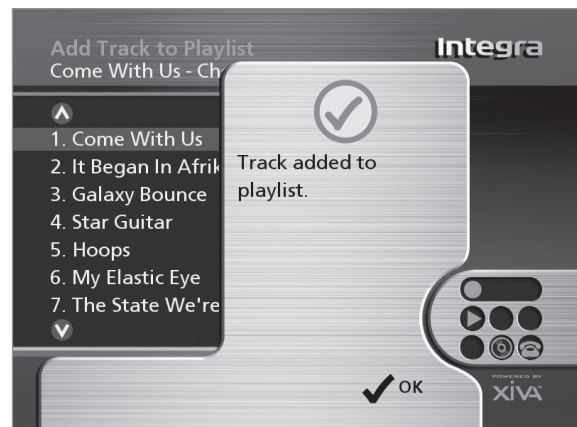 Add Track to Playlist
Integra
Come With Us - Ch
1. Come With Us
2. It Began In Afrik
3. Galaxy Bounce
4. Star Guitar
5. Hoops
6. My Elastic Eye
7. The State We're
Track added to
playlist.
OK
POWERED BY
XiVA